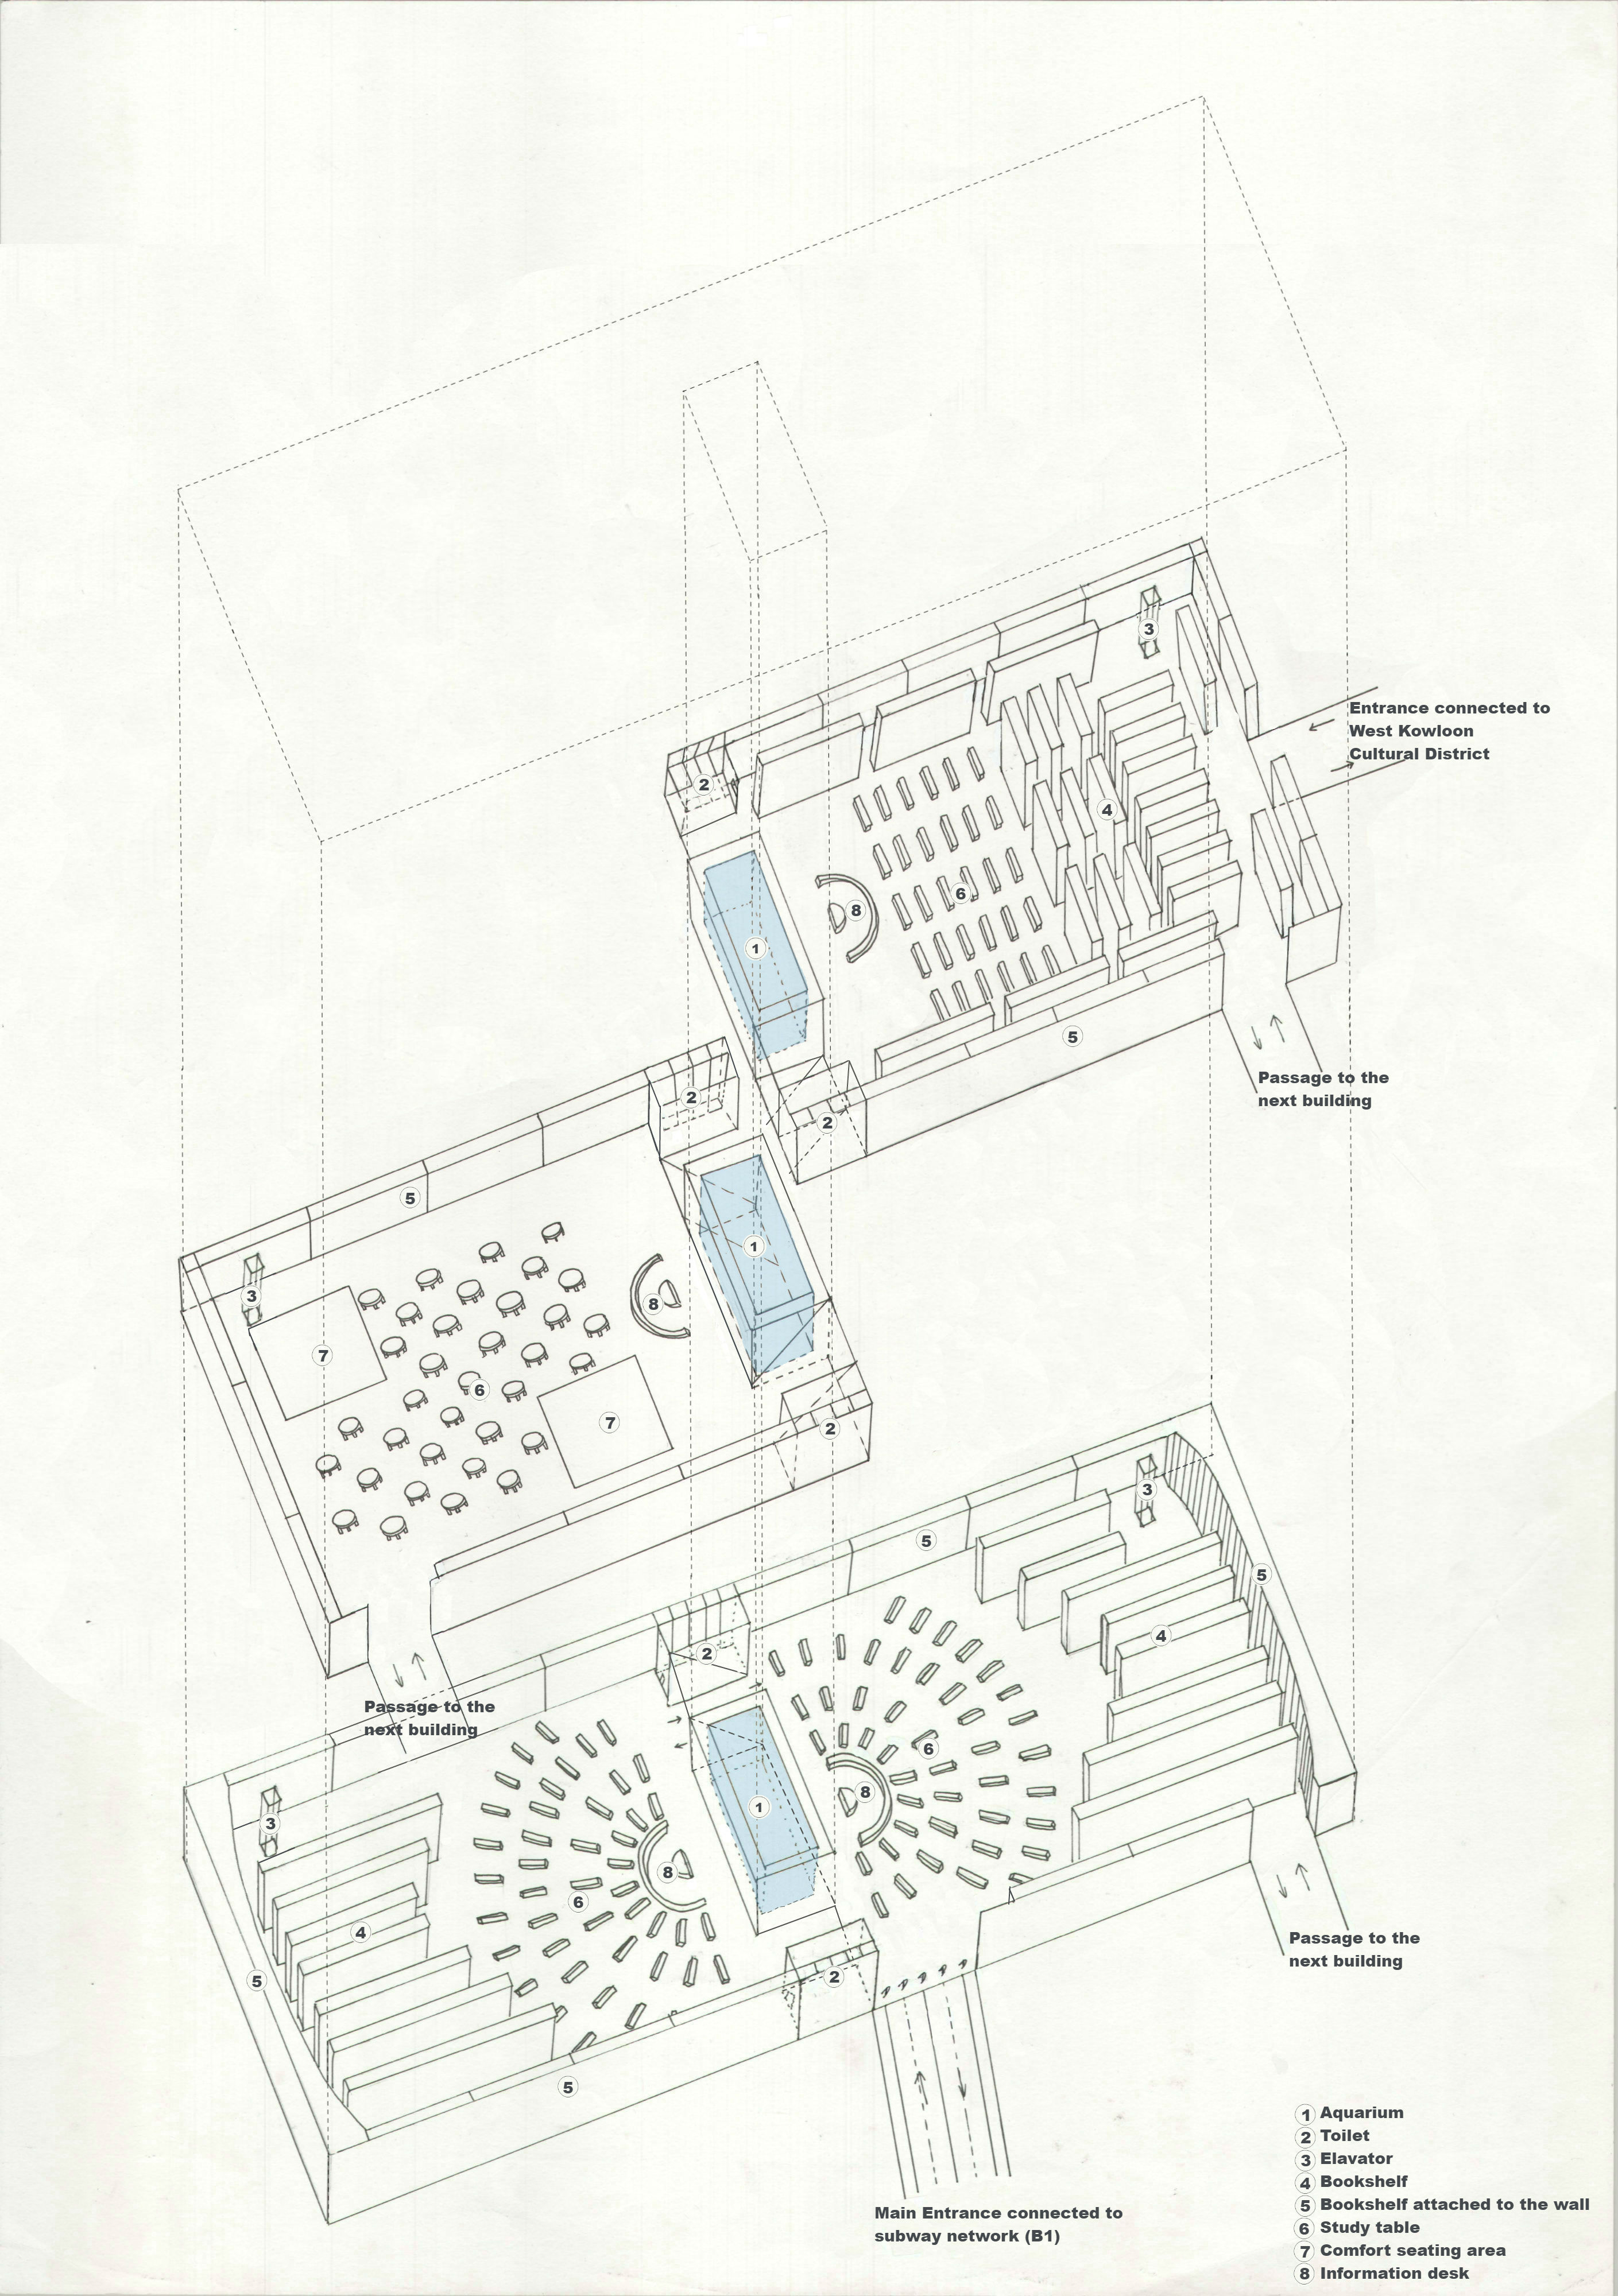 3
Entrance connected to
West Kowloon
Cultural District
2
4
6
8
1
5
Passage to the
next building
2
2
5
1
3
8
7
6
7
2
3
5
5
4
2
Passage to the
next building
6
8
1
3
8
6
4
5
2
5
Passage to the
next building
Main Entrance connected to
subway network (B1)
1 Aquarium
2 Toilet
3 Elavator
4 Bookshelf
5 Bookshelf attached to the wall
6 Study table
7 Comfort seating area
8 Information desk